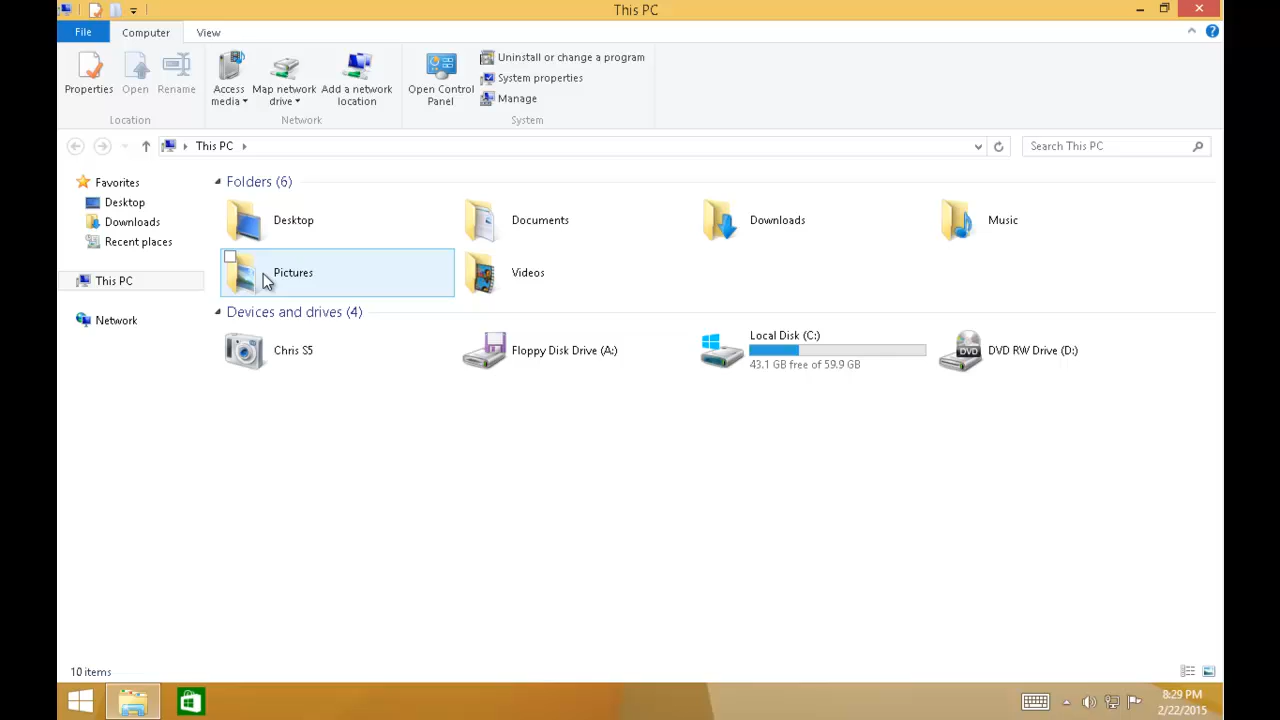 This PC
File Computer View
Properties Open Rename Access media Map network drive Add a network location Open Control Panel Uninstall or change a program
System properties
Manage
Location Network System
This PC Search This PC
Favorites
Desktop
Downloads
Recent places
This PC
Network
Folders (6)
Desktop Documents Downloads Music
Pictures Videos
Devices and drives (4)
Chris S5 Floppy Disk Drive (A:) Local Disk (C:) DVD RW Drive (D:)
43.1 GB free of 59.9 GB
DVD
10 items
8:29 PM
2/22/2015